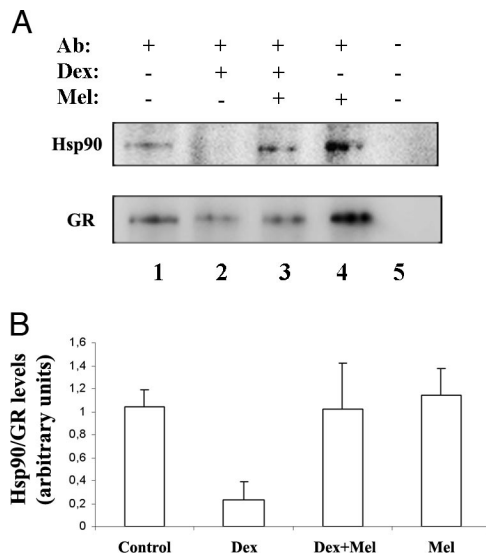 A
Ab: + + + + -
Dex: - + + - -
Mel: - - + + -
Hsp90
GR
1 2 3 4 5
B
Hsp90/GR levels
(arbitrary units)
1,6
1,4
1,2
1
0,8
0,6
0,4
0,2
0
Control Dex Dex+Mel Mel